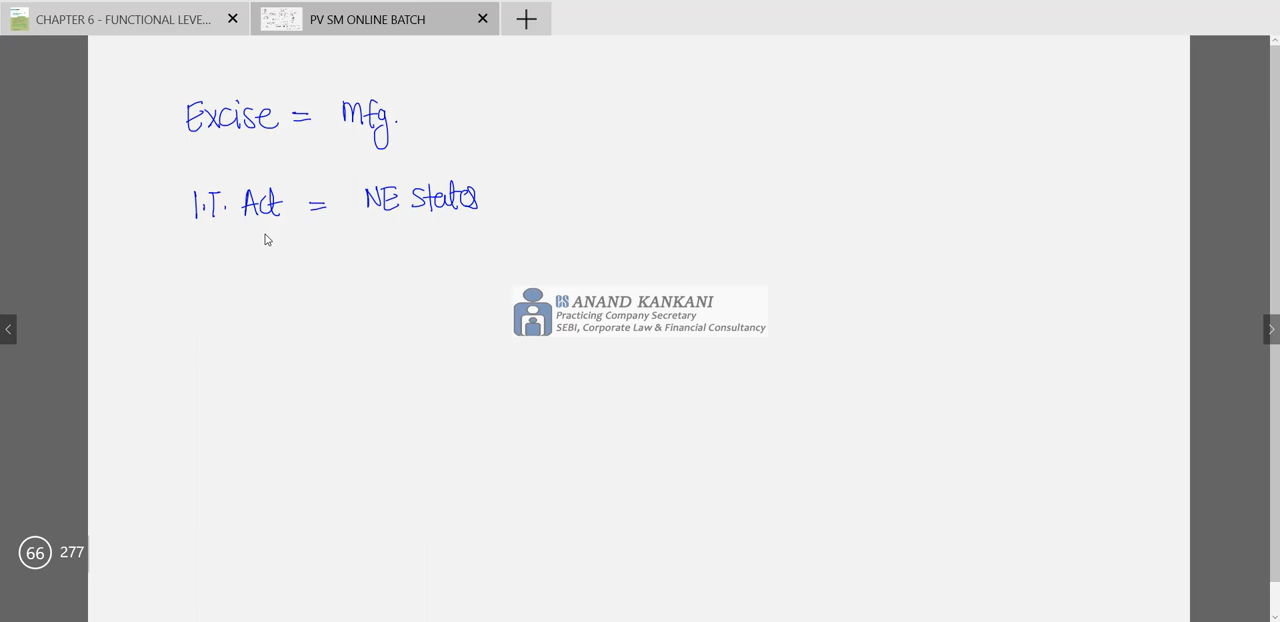 CHAPTER 6 - FUNCTIONAL LEVE...
PV SM ONLINE BATCH
Excise = Mfg.
I.T. Act = NE States
CS ANAND KANKANI
Practicing Company Secretary
SEBI, Corporate Law & Financial Consultancy
66 277